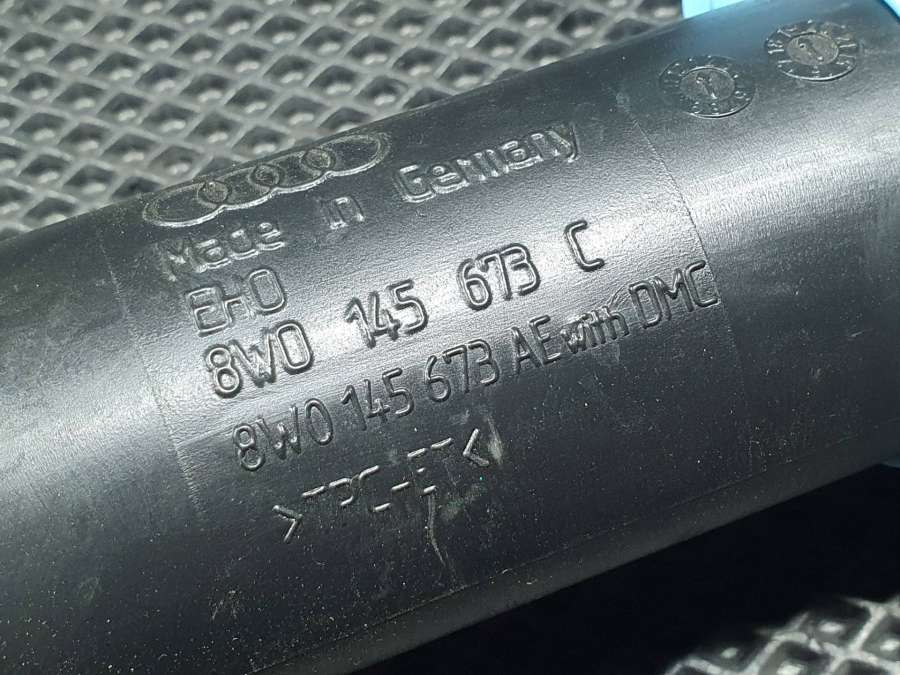 Made in Germany
EHO
8W0 145 673 C
8W0 145 673 AE with DMC
>TPC-ET<